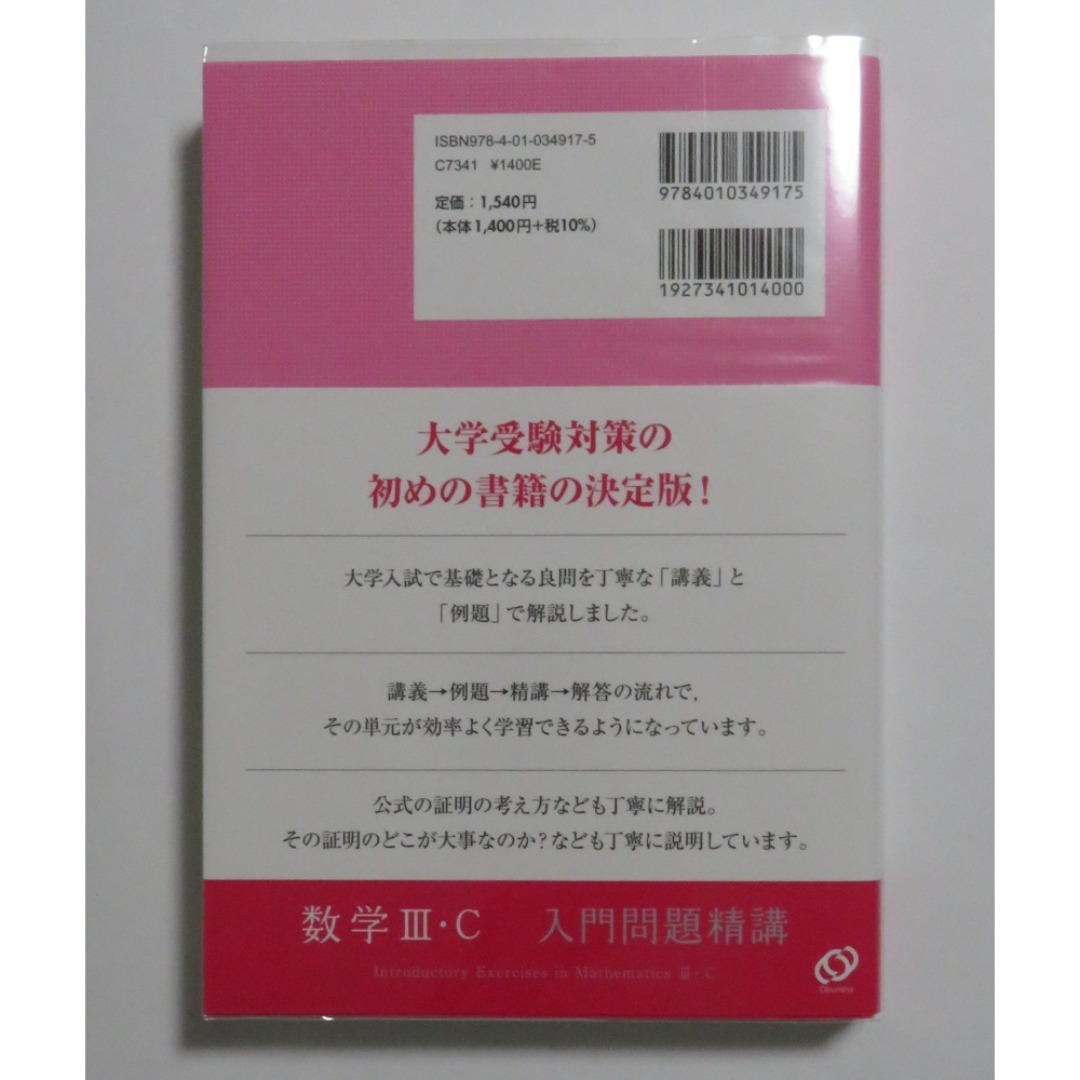 ISBN978-4-01-034917-5
C7341 ¥1400E
定価：1,540円
（本体1,400円＋税10％）
9784010349175
1927341014000
大学受験対策の
初めの書籍の決定版！
大学入試で基礎となる良問を丁寧な「講義」と
「例題」で解説しました。
講義→例題→精講→解答の流れで，
その単元が効率よく学習できるようになっています。
公式の証明の考え方なども丁寧に解説。
その証明のどこが大事なのか？なども丁寧に説明しています。
数学Ⅲ・C 入門問題精講
Introductory Exercises in Mathematics Ⅲ・C
Obunsha